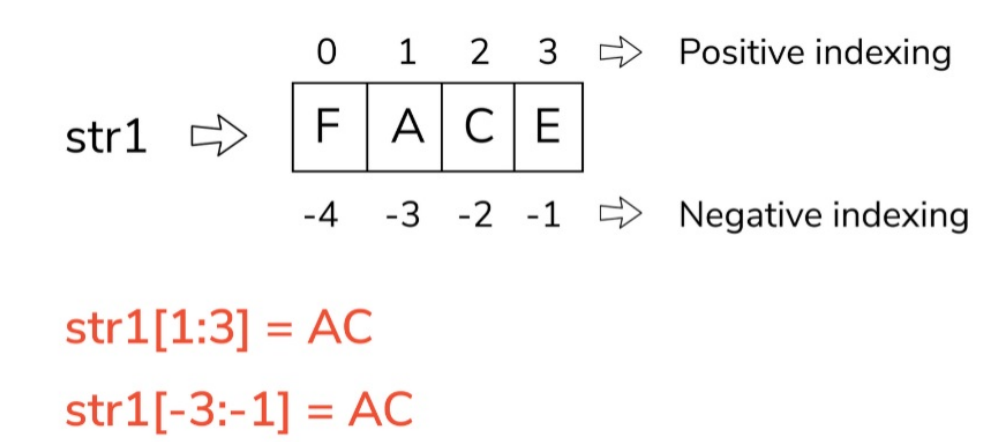 0 1 2 3 Positive indexing
str1 F A C E
-4 -3 -2 -1 Negative indexing
str1[1:3] = AC
str1[-3:-1] = AC